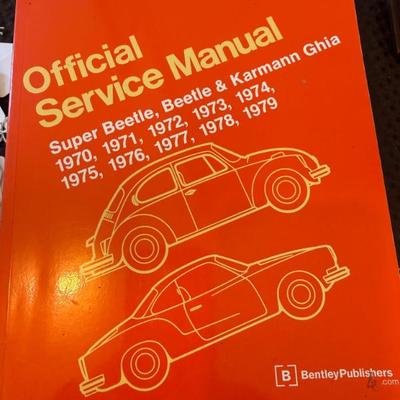 Official
Service Manual
Super Beetle, Beetle & Karmann Ghia
1970, 1971, 1972, 1973, 1974,
1975, 1976, 1977, 1978, 1979
[B] BentleyPublishers
.com